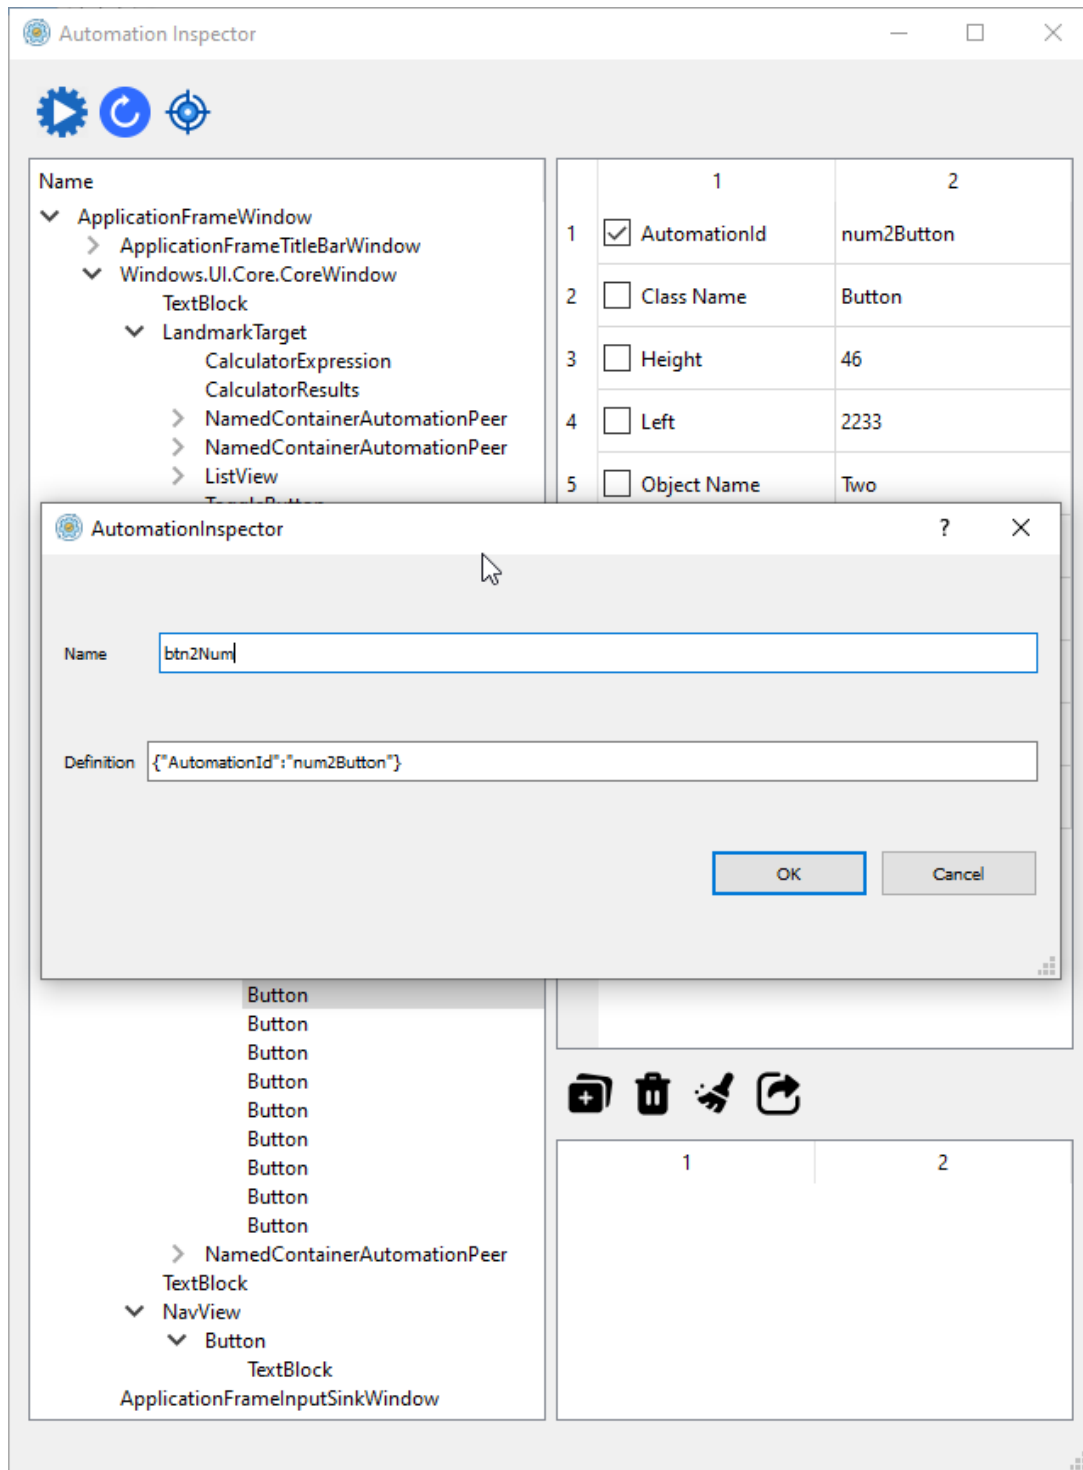 Automation Inspector
Name
ApplicationFrameWindow
ApplicationFrameTitleBarWindow
Windows.UI.Core.CoreWindow
TextBlock
LandmarkTarget
CalculatorExpression
CalculatorResults
NamedContainerAutomationPeer
NamedContainerAutomationPeer
ListView
1 2
1 AutomationId num2Button
2 Class Name Button
3 Height 46
4 Left 2233
5 Object Name Two
AutomationInspector ?
Name btn2Num
Definition {"AutomationId":"num2Button"}
OK Cancel
Button
Button
Button
Button
Button
Button
Button
Button
Button
NamedContainerAutomationPeer
TextBlock
NavView
Button
TextBlock
ApplicationFrameInputSinkWindow
1 2